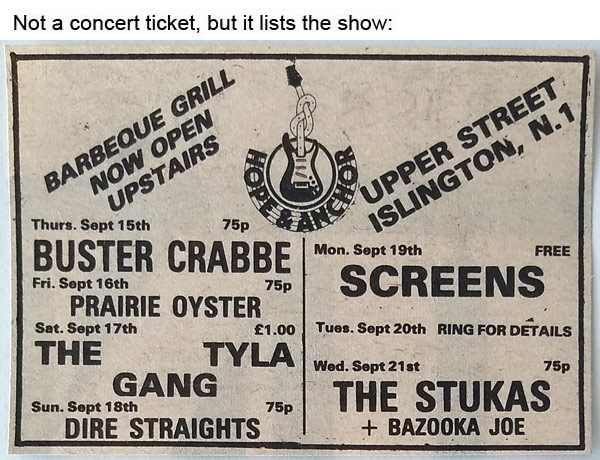 Not a concert ticket, but it lists the show:
BARBEQUE GRILL
NOW OPEN
UPSTAIRS
HOPE & ANCHOR
UPPER STREET
ISLINGTON, N.1
Thurs. Sept 15th 75p
BUSTER CRABBE
Fri. Sept 16th 75p
PRAIRIE OYSTER
Sat. Sept 17th £1.00
THE TYLA
GANG
Sun. Sept 18th 75p
DIRE STRAIGHTS
Mon. Sept 19th FREE
SCREENS
Tues. Sept 20th RING FOR DETAILS
Wed. Sept 21st 75p
THE STUKAS
+ BAZOOKA JOE